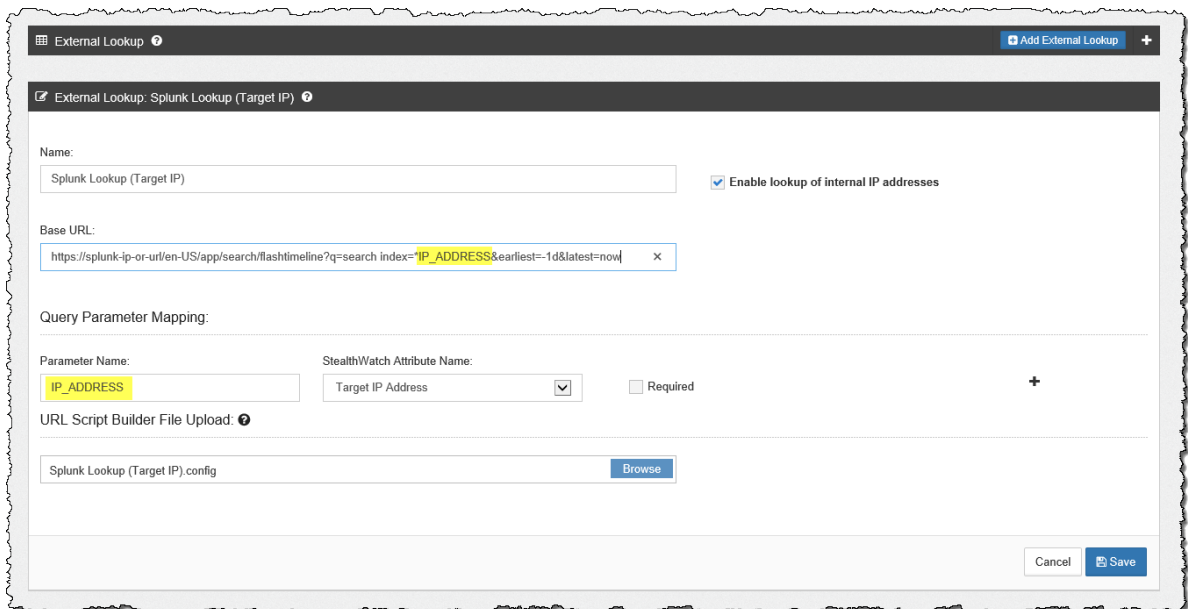 External Lookup
Add External Lookup
External Lookup: Splunk Lookup (Target IP)
Name:
Splunk Lookup (Target IP)
Enable lookup of internal IP addresses
Base URL:
https://splunk-ip-or-url/en-US/app/search/flashtimeline?q=search index=*IP_ADDRESS&earliest=-1d&latest=now
Query Parameter Mapping:
Parameter Name: StealthWatch Attribute Name:
IP_ADDRESS Target IP Address Required
URL Script Builder File Upload:
Splunk Lookup (Target IP).config Browse
Cancel Save